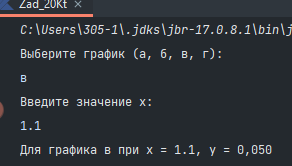 Zad_20Kt ×
C:\Users\305-1\.jdks\jbr-17.0.8.1\bin\j
Выберите график (а, б, в, г):
в
Введите значение x:
1.1
Для графика в при x = 1.1, y = 0,050